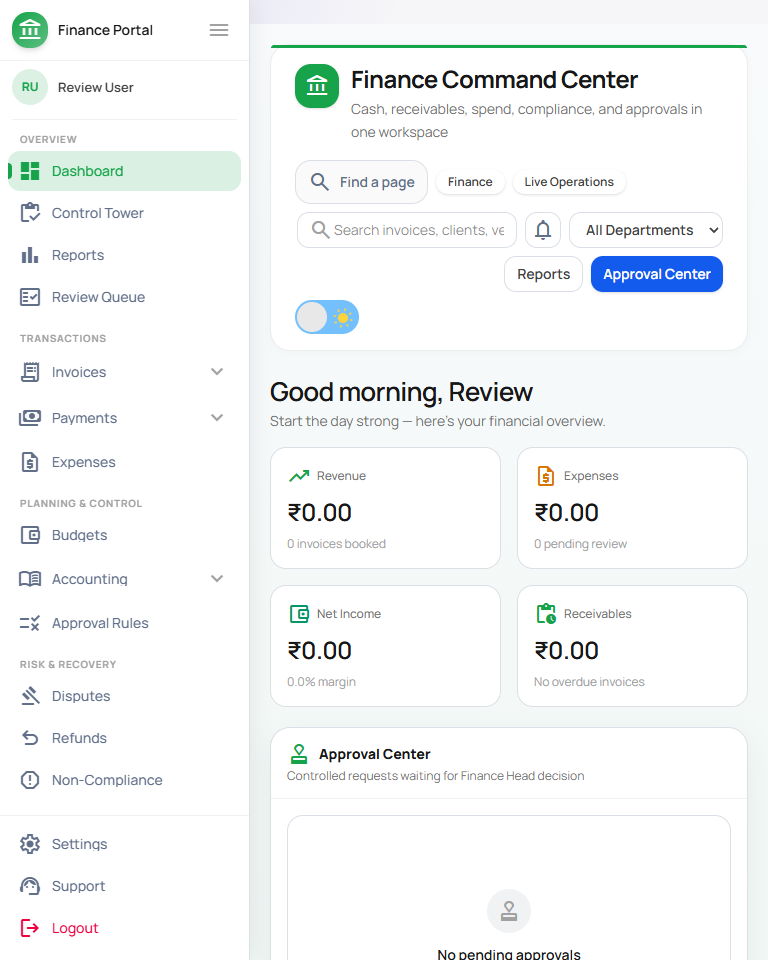 Finance Portal
RU
Review User
OVERVIEW
Dashboard
Control Tower
Reports
Review Queue
TRANSACTIONS
Invoices
Payments
Expenses
PLANNING & CONTROL
Budgets
Accounting
Approval Rules
RISK & RECOVERY
Disputes
Refunds
Non-Compliance
Settings
Support
Logout
Finance Command Center
Cash, receivables, spend, compliance, and approvals in
one workspace
Find a page
Finance
Live Operations
Search invoices, clients, ve
All Departments
Reports
Approval Center
Good morning, Review
Start the day strong — here's your financial overview.
Revenue
₹0.00
0 invoices booked
Expenses
₹0.00
0 pending review
Net Income
₹0.00
0.0% margin
Receivables
₹0.00
No overdue invoices
Approval Center
Controlled requests waiting for Finance Head decision
No pending approvals